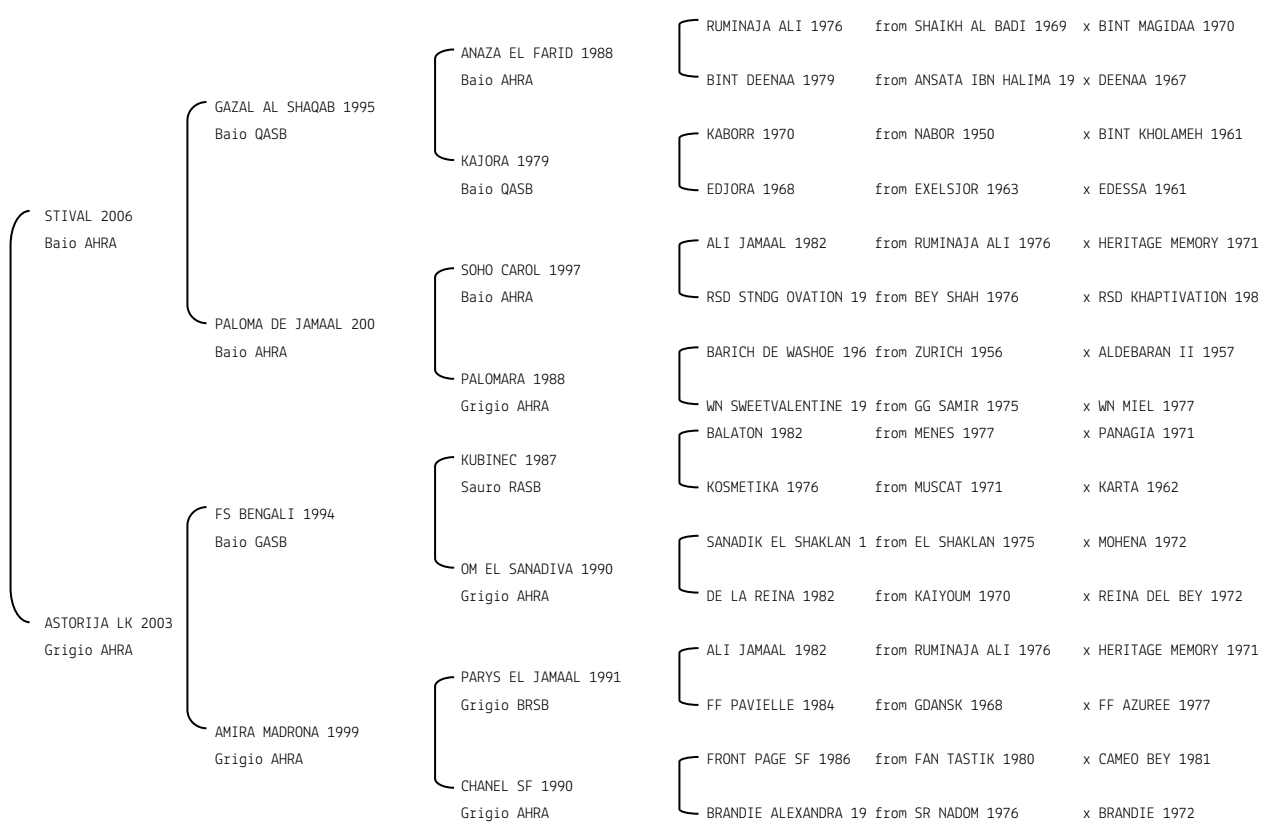 RUMINAJA ALI 1976 from SHAIKH AL BADI 1969 x BINT MAGIDAA 1970
ANAZA EL FARID 1988
Baio AHRA BINT DEENAA 1979 from ANSATA IBN HALIMA 19 x DEENAA 1967
GAZAL AL SHAQAB 1995
Baio QASB KABORR 1970 from NABOR 1950 x BINT KHOLAMEH 1961
KAJORA 1979
Baio QASB EDJORA 1968 from EXELSJOR 1963 x EDESSA 1961
STIVAL 2006
Baio AHRA ALI JAMAAL 1982 from RUMINAJA ALI 1976 x HERITAGE MEMORY 1971
SOHO CAROL 1997
Baio AHRA RSD STNDG OVATION 19 from BEY SHAH 1976 x RSD KHAPTIVATION 198
PALOMA DE JAMAAL 200
Baio AHRA BARICH DE WASHOE 196 from ZURICH 1956 x ALDEBARAN II 1957
PALOMARA 1988
Grigio AHRA WN SWEETVALENTINE 19 from GG SAMIR 1975 x WN MIEL 1977
BALATON 1982 from MENES 1977 x PANAGIA 1971
KUBINEC 1987
Sauro RASB KOSMETIKA 1976 from MUSCAT 1971 x KARTA 1962
FS BENGALI 1994
Baio GASB SANADIK EL SHAKLAN 1 from EL SHAKLAN 1975 x MOHENA 1972
OM EL SANADIVA 1990
Grigio AHRA DE LA REINA 1982 from KAIYOUM 1970 x REINA DEL BEY 1972
ASTORIJA LK 2003
Grigio AHRA ALI JAMAAL 1982 from RUMINAJA ALI 1976 x HERITAGE MEMORY 1971
PARYS EL JAMAAL 1991
Grigio BRSB FF PAVIELLE 1984 from GDANSK 1968 x FF AZUREE 1977
AMIRA MADRONA 1999
Grigio AHRA FRONT PAGE SF 1986 from FAN TASTIK 1980 x CAMEO BEY 1981
CHANEL SF 1990
Grigio AHRA BRANDIE ALEXANDRA 19 from SR NADOM 1976 x BRANDIE 1972